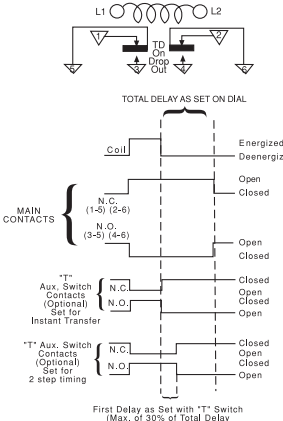 L1 L2
1 2
TD
On
Drop
Out
5 3 4 6
TOTAL DELAY AS SET ON DIAL
Coil
Energized
Deenergiz
MAIN
CONTACTS
N.C.
(1-5) (2-6)
Open
Closed
N.O.
(3-5) (4-6)
Open
Closed
"T"
Aux, Switch
Contacts
(Optional)
Set for
Instant Transfer
N.C.
N.O.
Closed
Open
Closed
Open
"T" Aux. Switch
Contacts
(Optional)
Set for
2 step timing
N.C.
N.O.
Closed
Open
Closed
Open
First Delay as Set with "T" Switch
(Max. of 30% of Total Delay